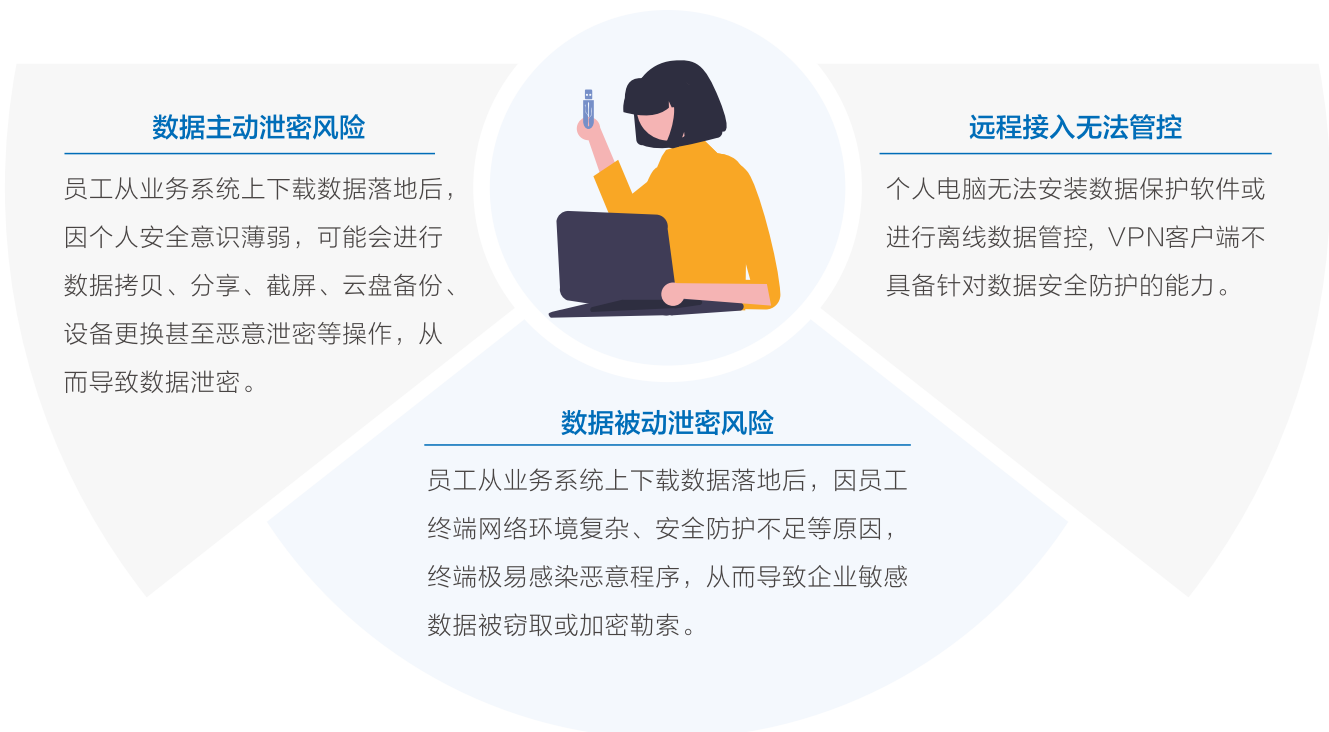 数据主动泄密风险
员工从业务系统上下载数据落地后，
因个人安全意识薄弱，可能会进行
数据拷贝、分享、截屏、云盘备份、
设备更换甚至恶意泄密等操作，从
而导致数据泄密。
远程接入无法管控
个人电脑无法安装数据保护软件或
进行离线数据管控, VPN客户端不
具备针对数据安全防护的能力。
数据被动泄密风险
员工从业务系统上下载数据落地后，因员工
终端网络环境复杂、安全防护不足等原因，
终端极易感染恶意程序，从而导致企业敏感
数据被窃取或加密勒索。